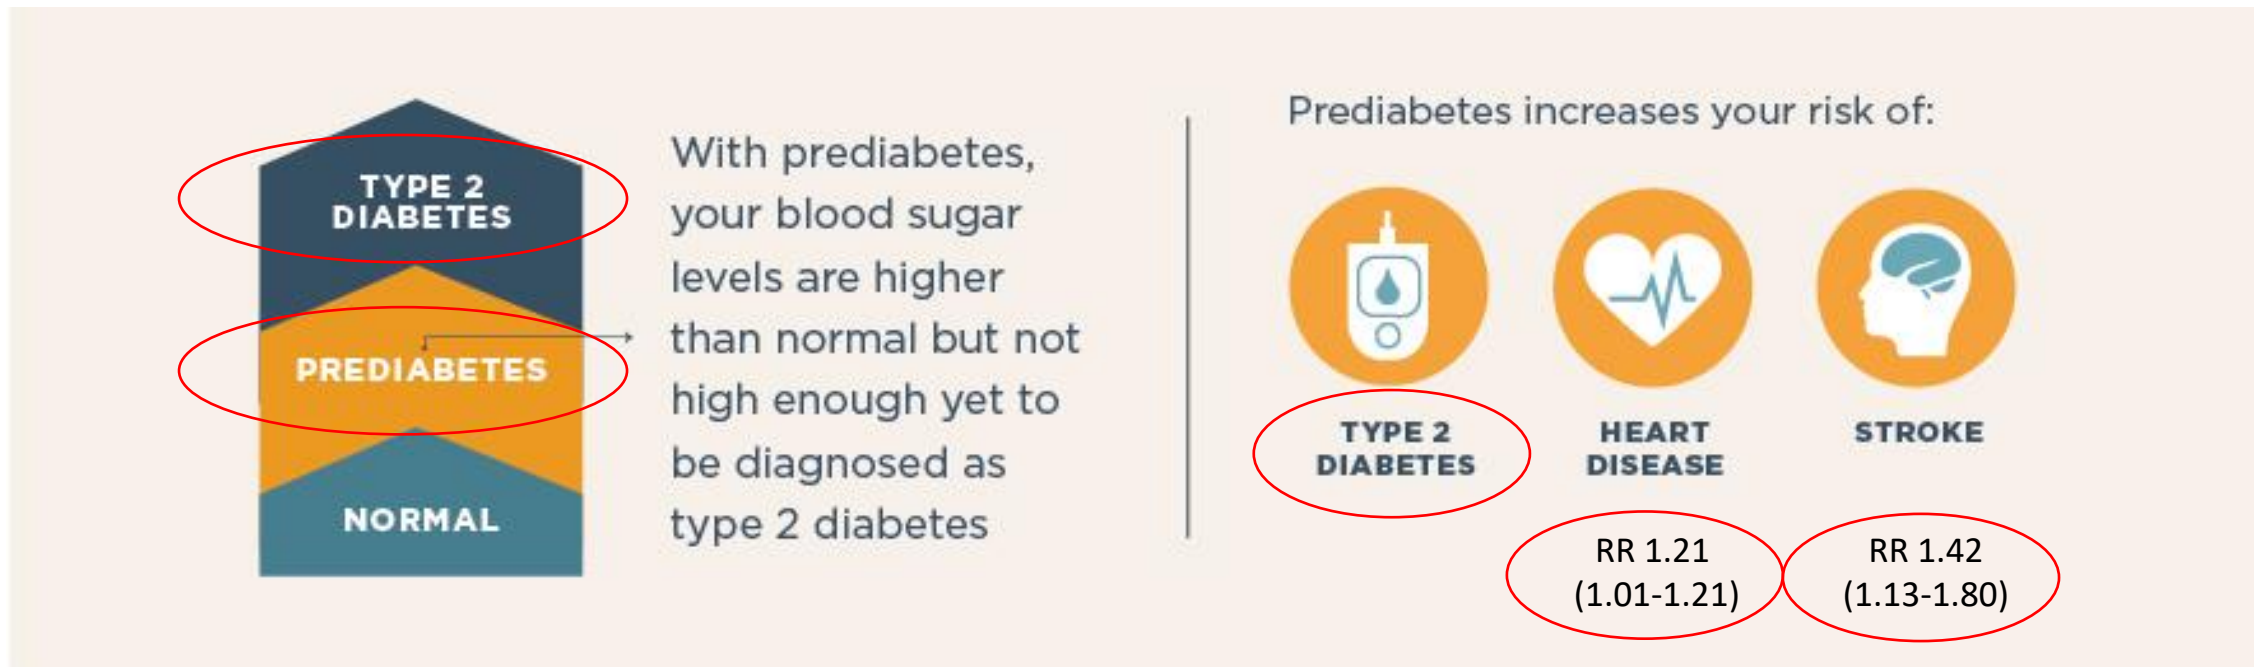 TYPE 2
DIABETES
PREDIABETES
NORMAL
With prediabetes,
your blood sugar
levels are higher
than normal but not
high enough yet to
be diagnosed as
type 2 diabetes
Prediabetes increases your risk of:
TYPE 2
DIABETES
HEART
DISEASE
STROKE
RR 1.21
(1.01-1.21)
RR 1.42
(1.13-1.80)